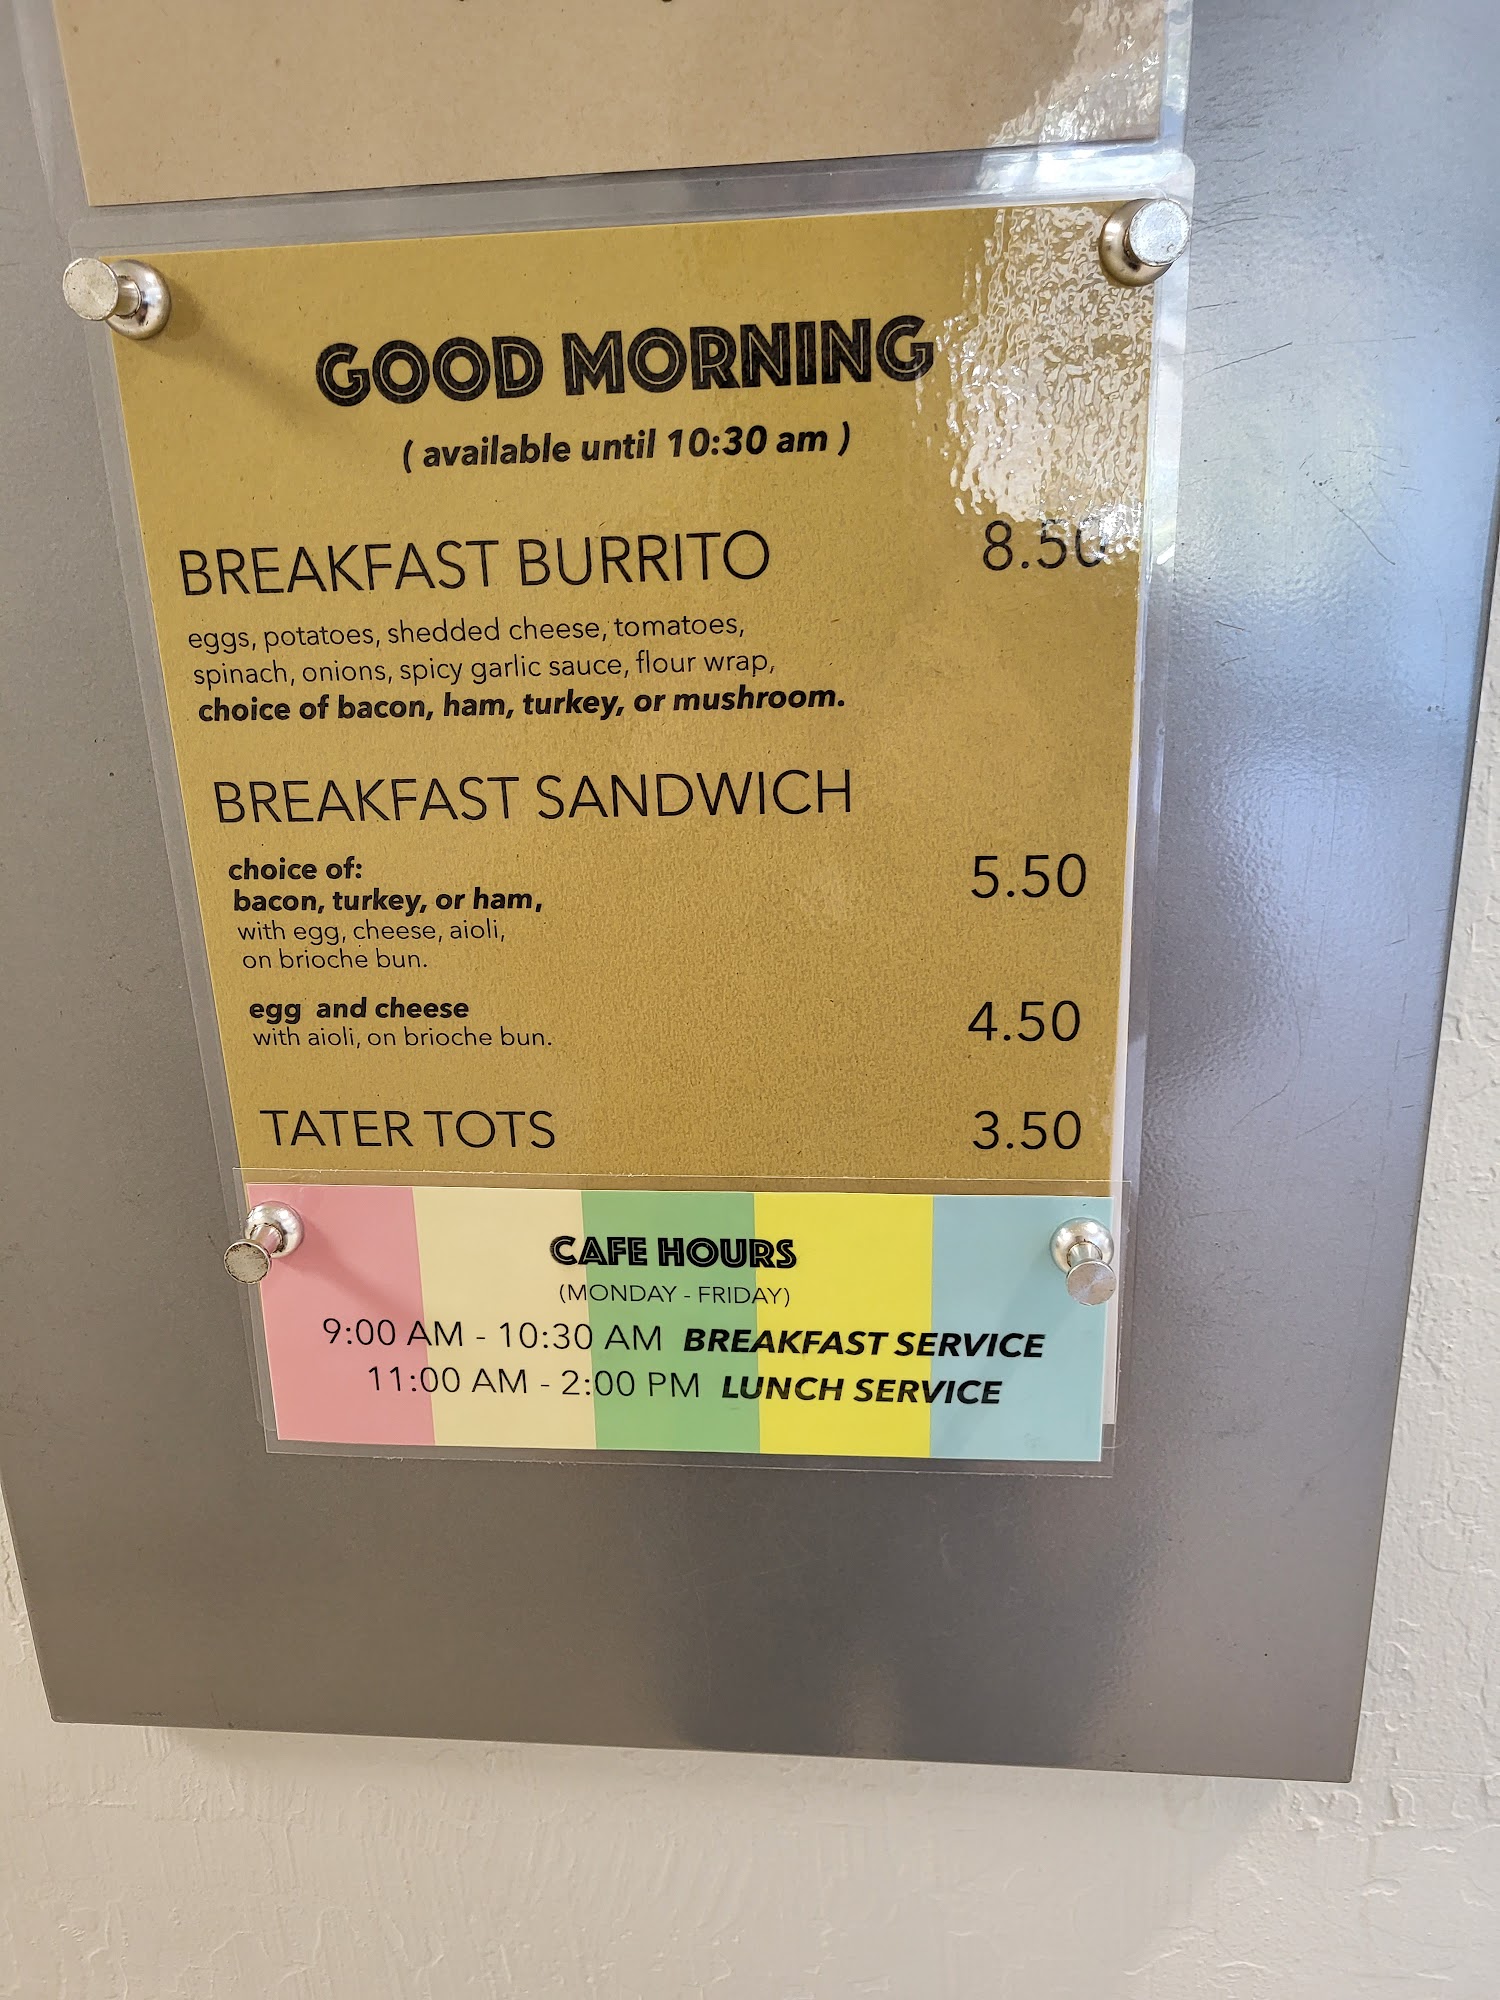 GOOD MORNING
( available until 10:30 am )
BREAKFAST BURRITO 8.50
eggs, potatoes, shedded cheese, tomatoes,
spinach, onions, spicy garlic sauce, flour wrap,
choice of bacon, ham, turkey, or mushroom.
BREAKFAST SANDWICH
choice of:
bacon, turkey, or ham, 5.50
with egg, cheese, aioli,
on brioche bun.
egg and cheese 4.50
with aioli, on brioche bun.
TATER TOTS 3.50
CAFE HOURS
(MONDAY - FRIDAY)
9:00 AM - 10:30 AM BREAKFAST SERVICE
11:00 AM - 2:00 PM LUNCH SERVICE